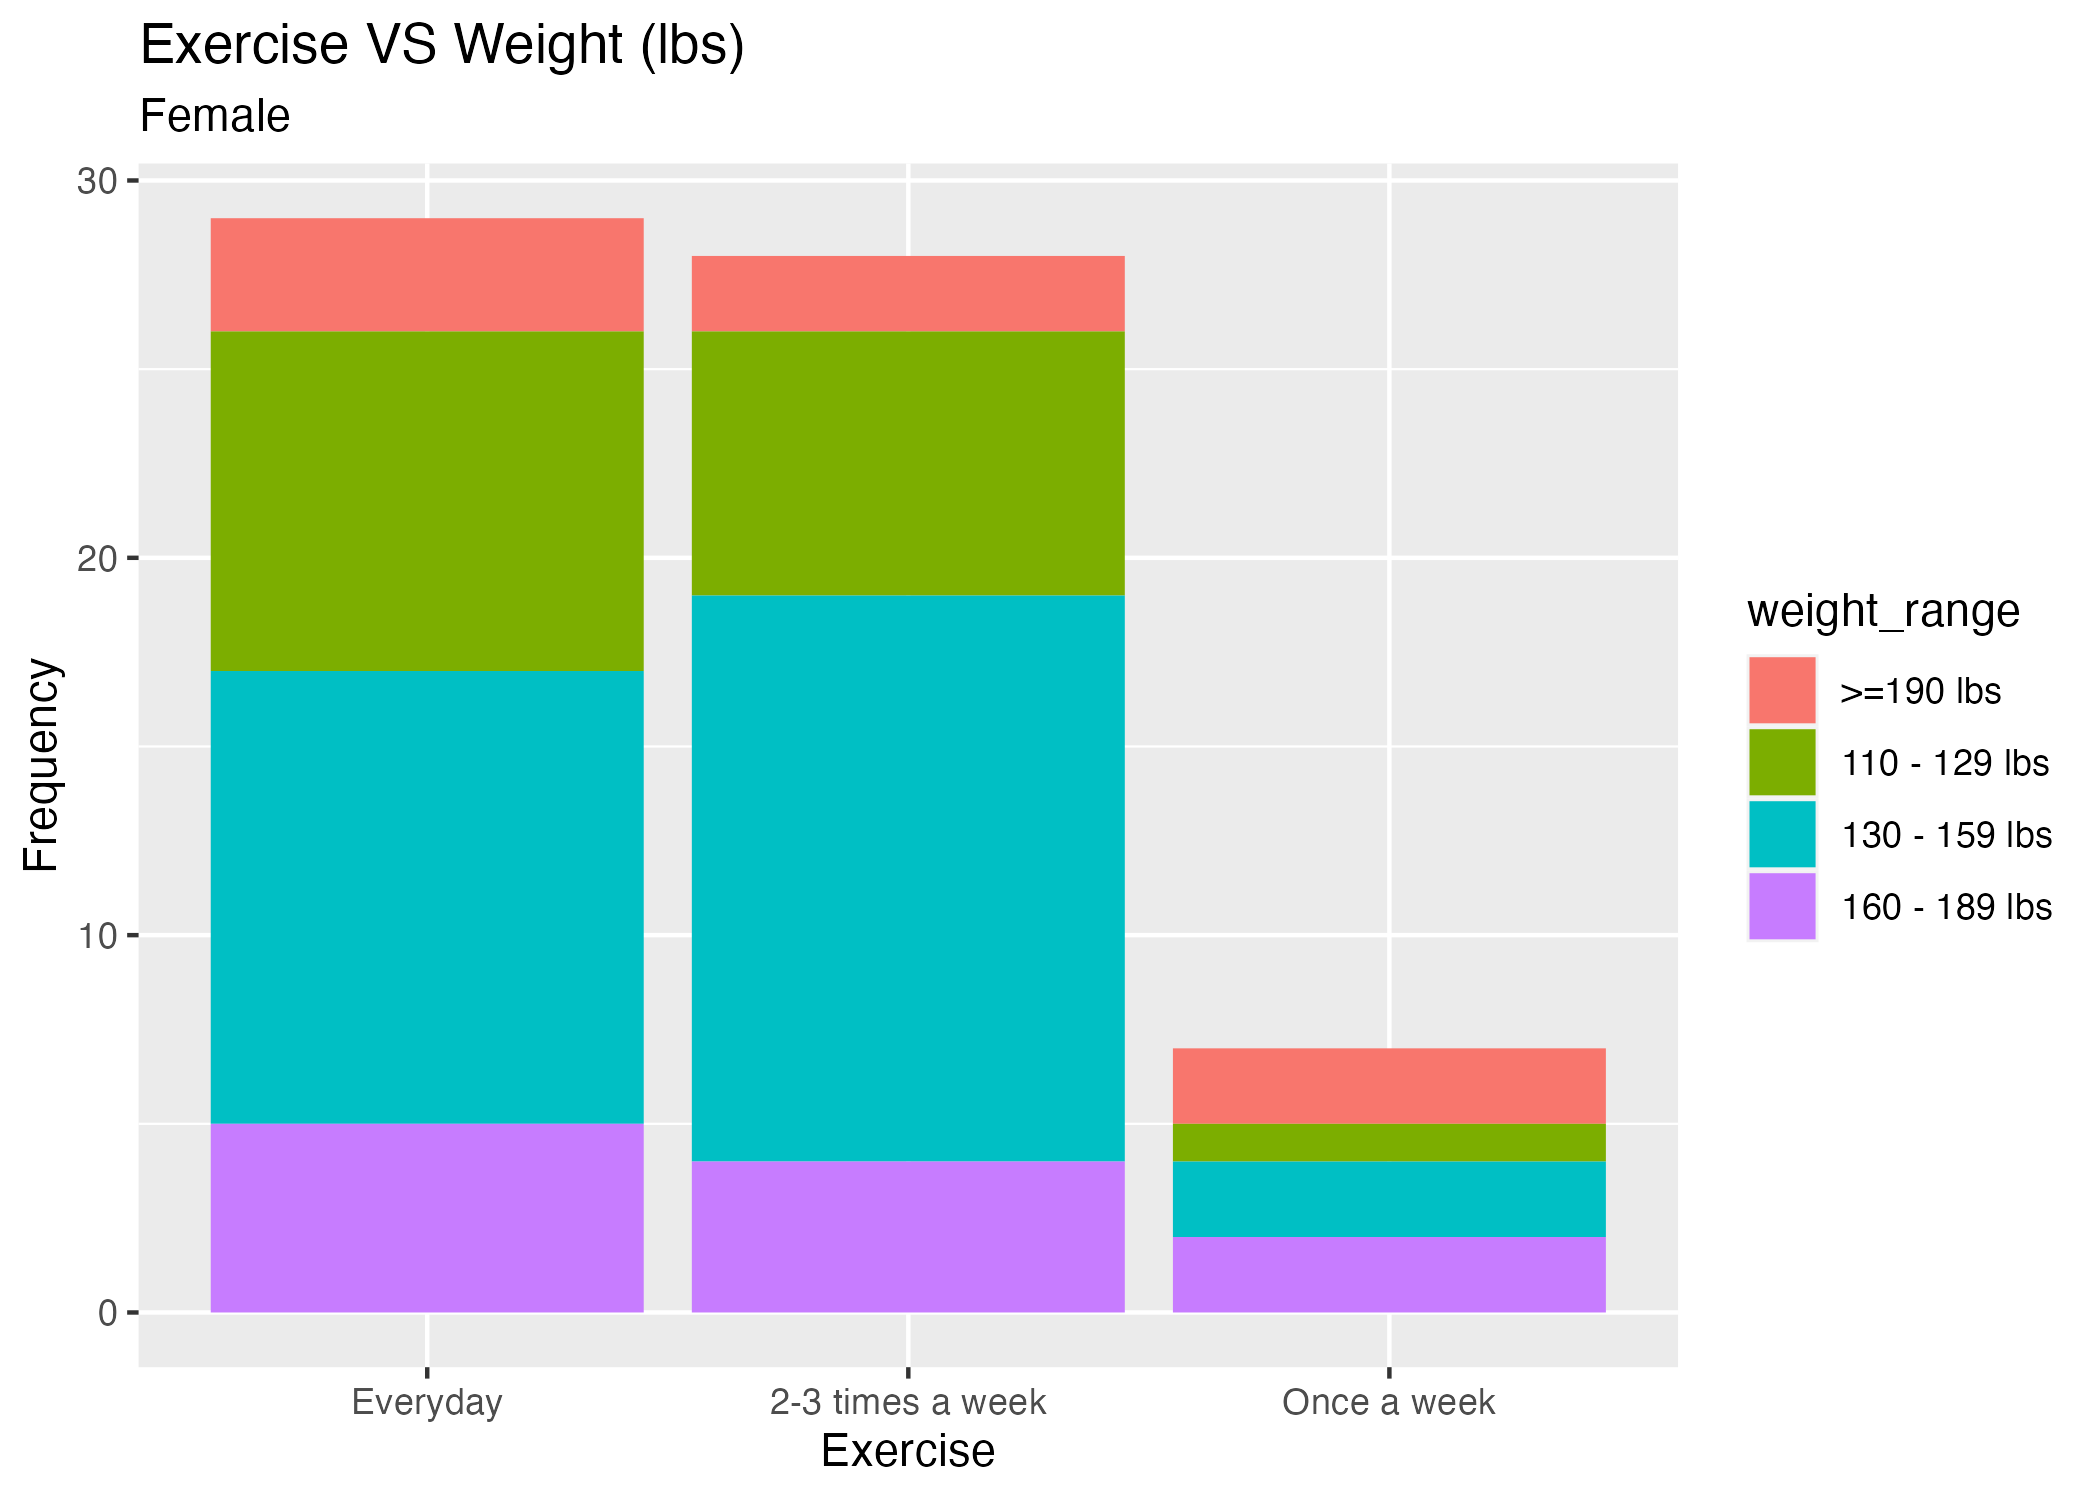 Exercise VS Weight (lbs)
Female
30
20
10
0
Frequency
Everyday
2-3 times a week
Once a week
Exercise
weight_range
>=190 lbs
110 - 129 lbs
130 - 159 lbs
160 - 189 lbs